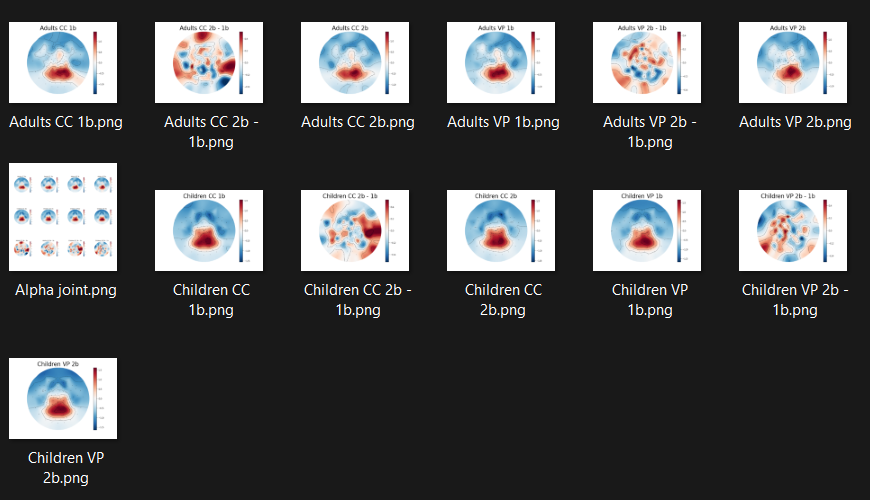 Adults CC 1b
Adults CC 2b - 1b
Adults CC 2b
Adults VP 1b
Adults VP 2b - 1b
Adults VP 2b
Adults CC 1b.png
Adults CC 2b -
1b.png
Adults CC 2b.png
Adults VP 1b.png
Adults VP 2b -
1b.png
Adults VP 2b.png
Children CC 1b
Children CC 2b - 1b
Children CC 2b
Children VP 1b
Children VP 2b - 1b
Alpha joint.png
Children CC
1b.png
Children CC 2b -
1b.png
Children CC
2b.png
Children VP
1b.png
Children VP 2b -
1b.png
Children VP 2b
Children VP
2b.png